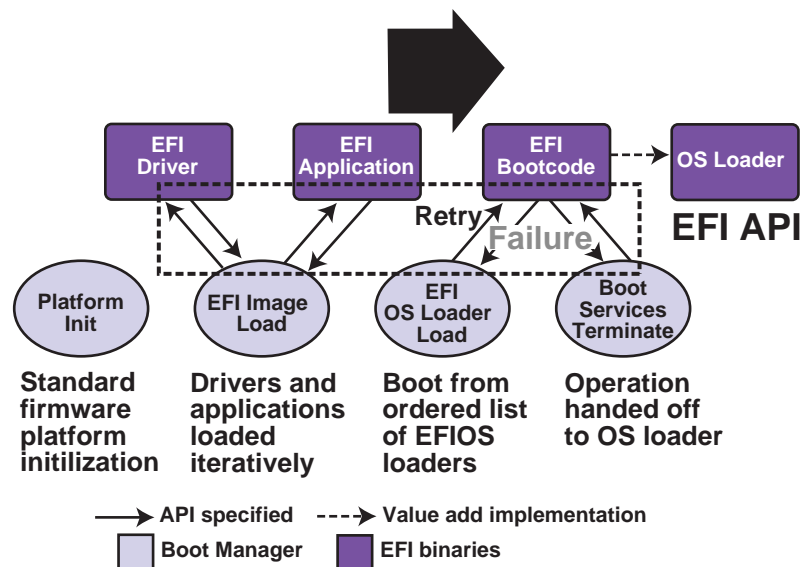 EFI
Driver
EFI
Application
EFI
Bootcode
OS Loader
EFI API
Retry
Failure
Platform
Init
EFI Image
Load
EFI
OS Loader
Load
Boot
Services
Terminate
Standard
firmware
platform
initilization
Drivers and
applications
loaded
iteratively
Boot from
ordered list
of EFIOS
loaders
Operation
handed off
to OS loader
API specified
Value add implementation
Boot Manager
EFI binaries